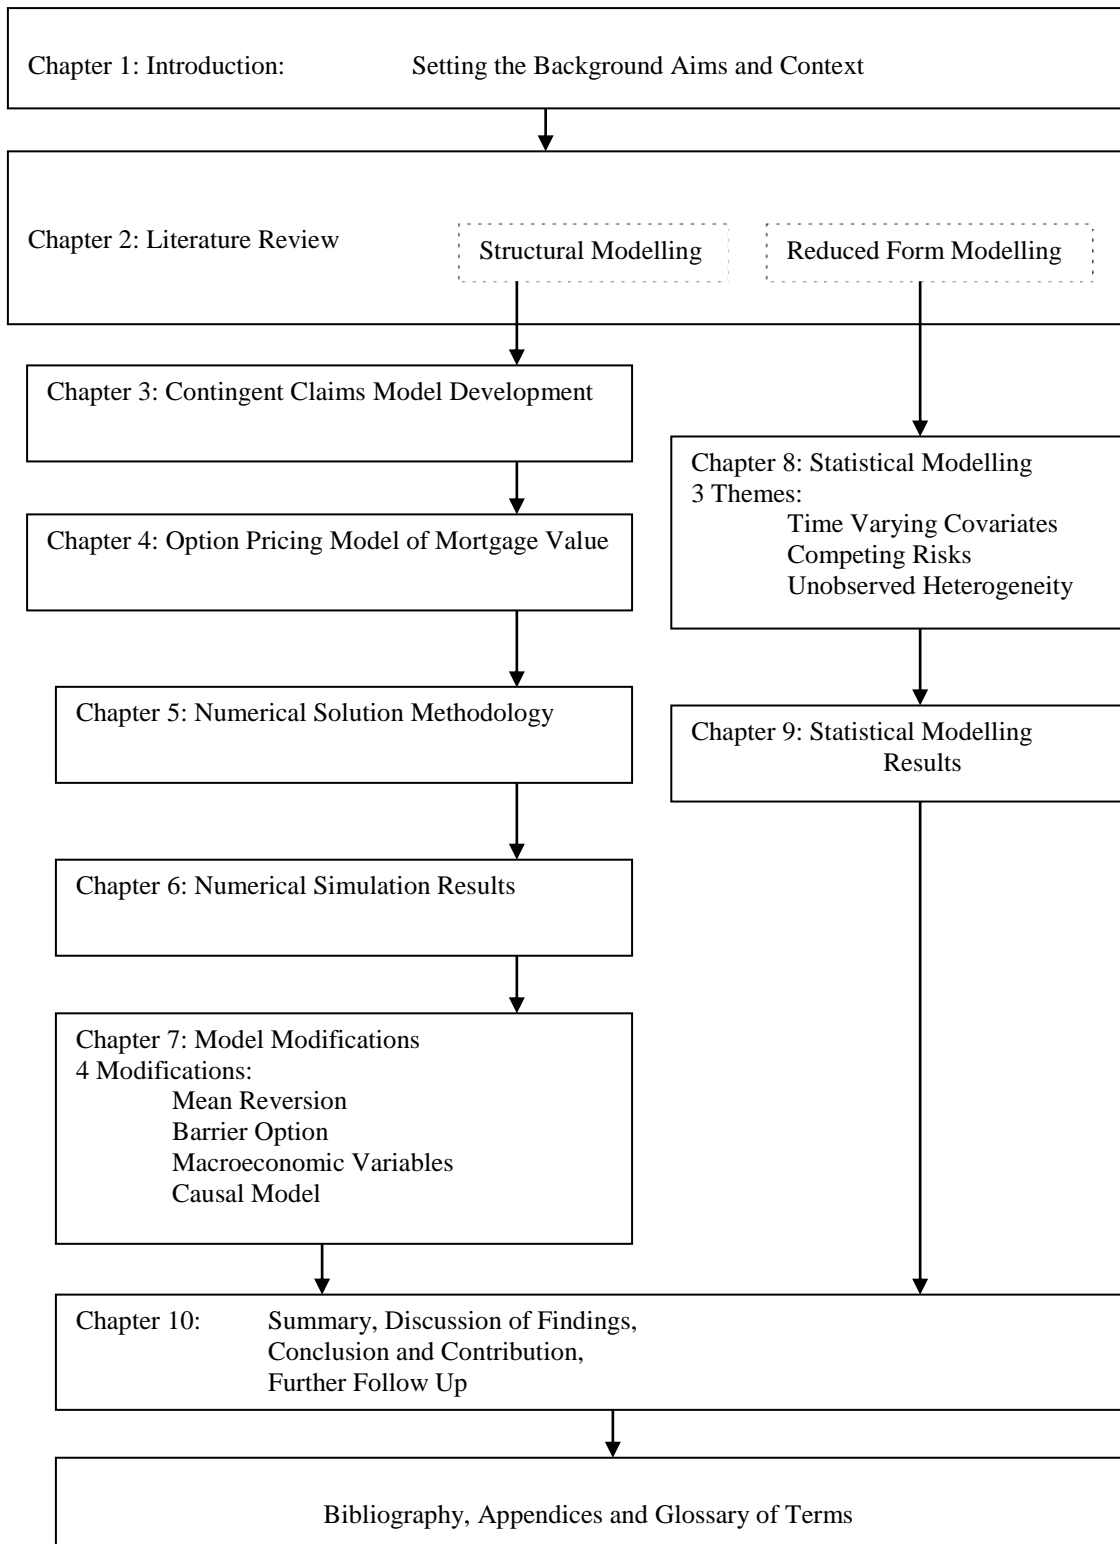 Chapter 1: Introduction: Setting the Background Aims and Context
Chapter 2: Literature Review
Structural Modelling
Reduced Form Modelling
Chapter 3: Contingent Claims Model Development
Chapter 4: Option Pricing Model of Mortgage Value
Chapter 5: Numerical Solution Methodology
Chapter 6: Numerical Simulation Results
Chapter 7: Model Modifications
4 Modifications:
Mean Reversion
Barrier Option
Macroeconomic Variables
Causal Model
Chapter 8: Statistical Modelling
3 Themes:
Time Varying Covariates
Competing Risks
Unobserved Heterogeneity
Chapter 9: Statistical Modelling
Results
Chapter 10: Summary, Discussion of Findings,
Conclusion and Contribution,
Further Follow Up
Bibliography, Appendices and Glossary of Terms